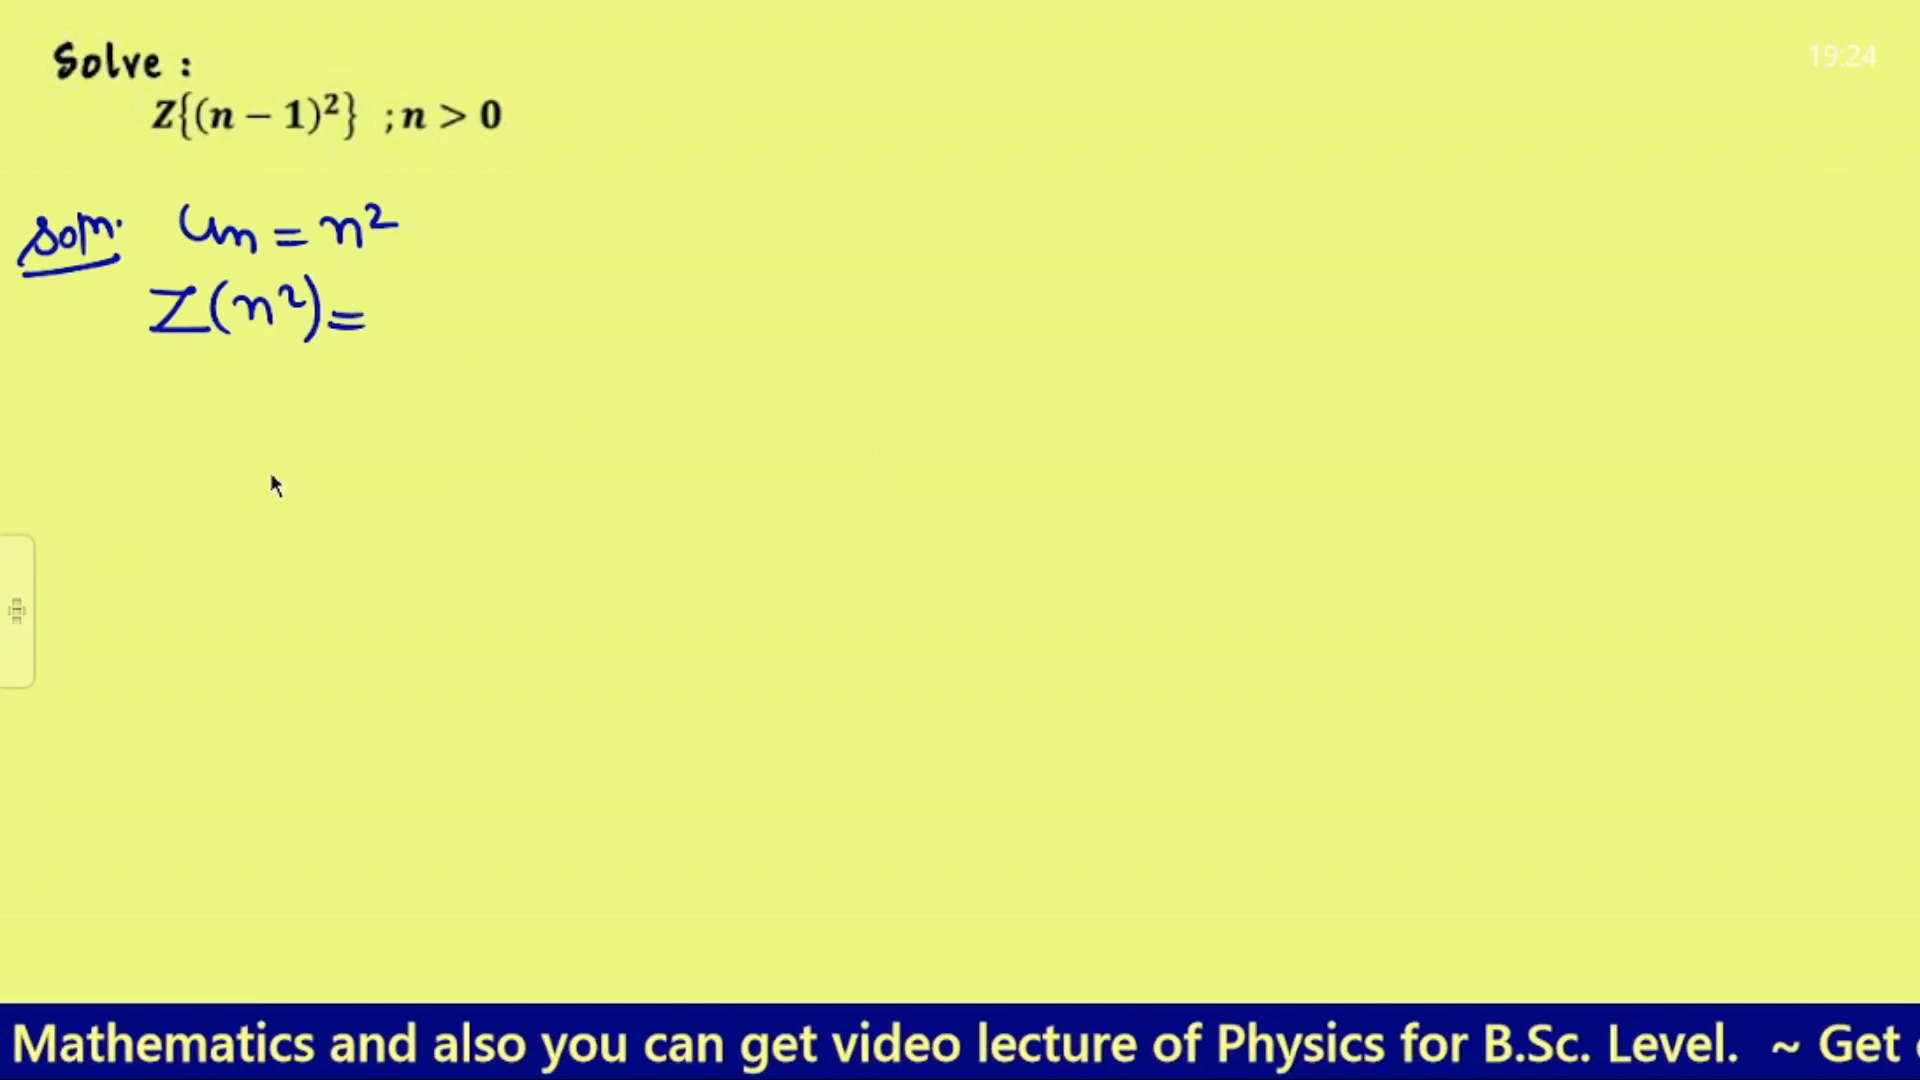 Solve :
19:24
Z{(n − 1)²} ; n > 0
Soln. Un = n²
Z(n²) =
Mathematics and also you can get video lecture of Physics for B.Sc. Level. ~ Get